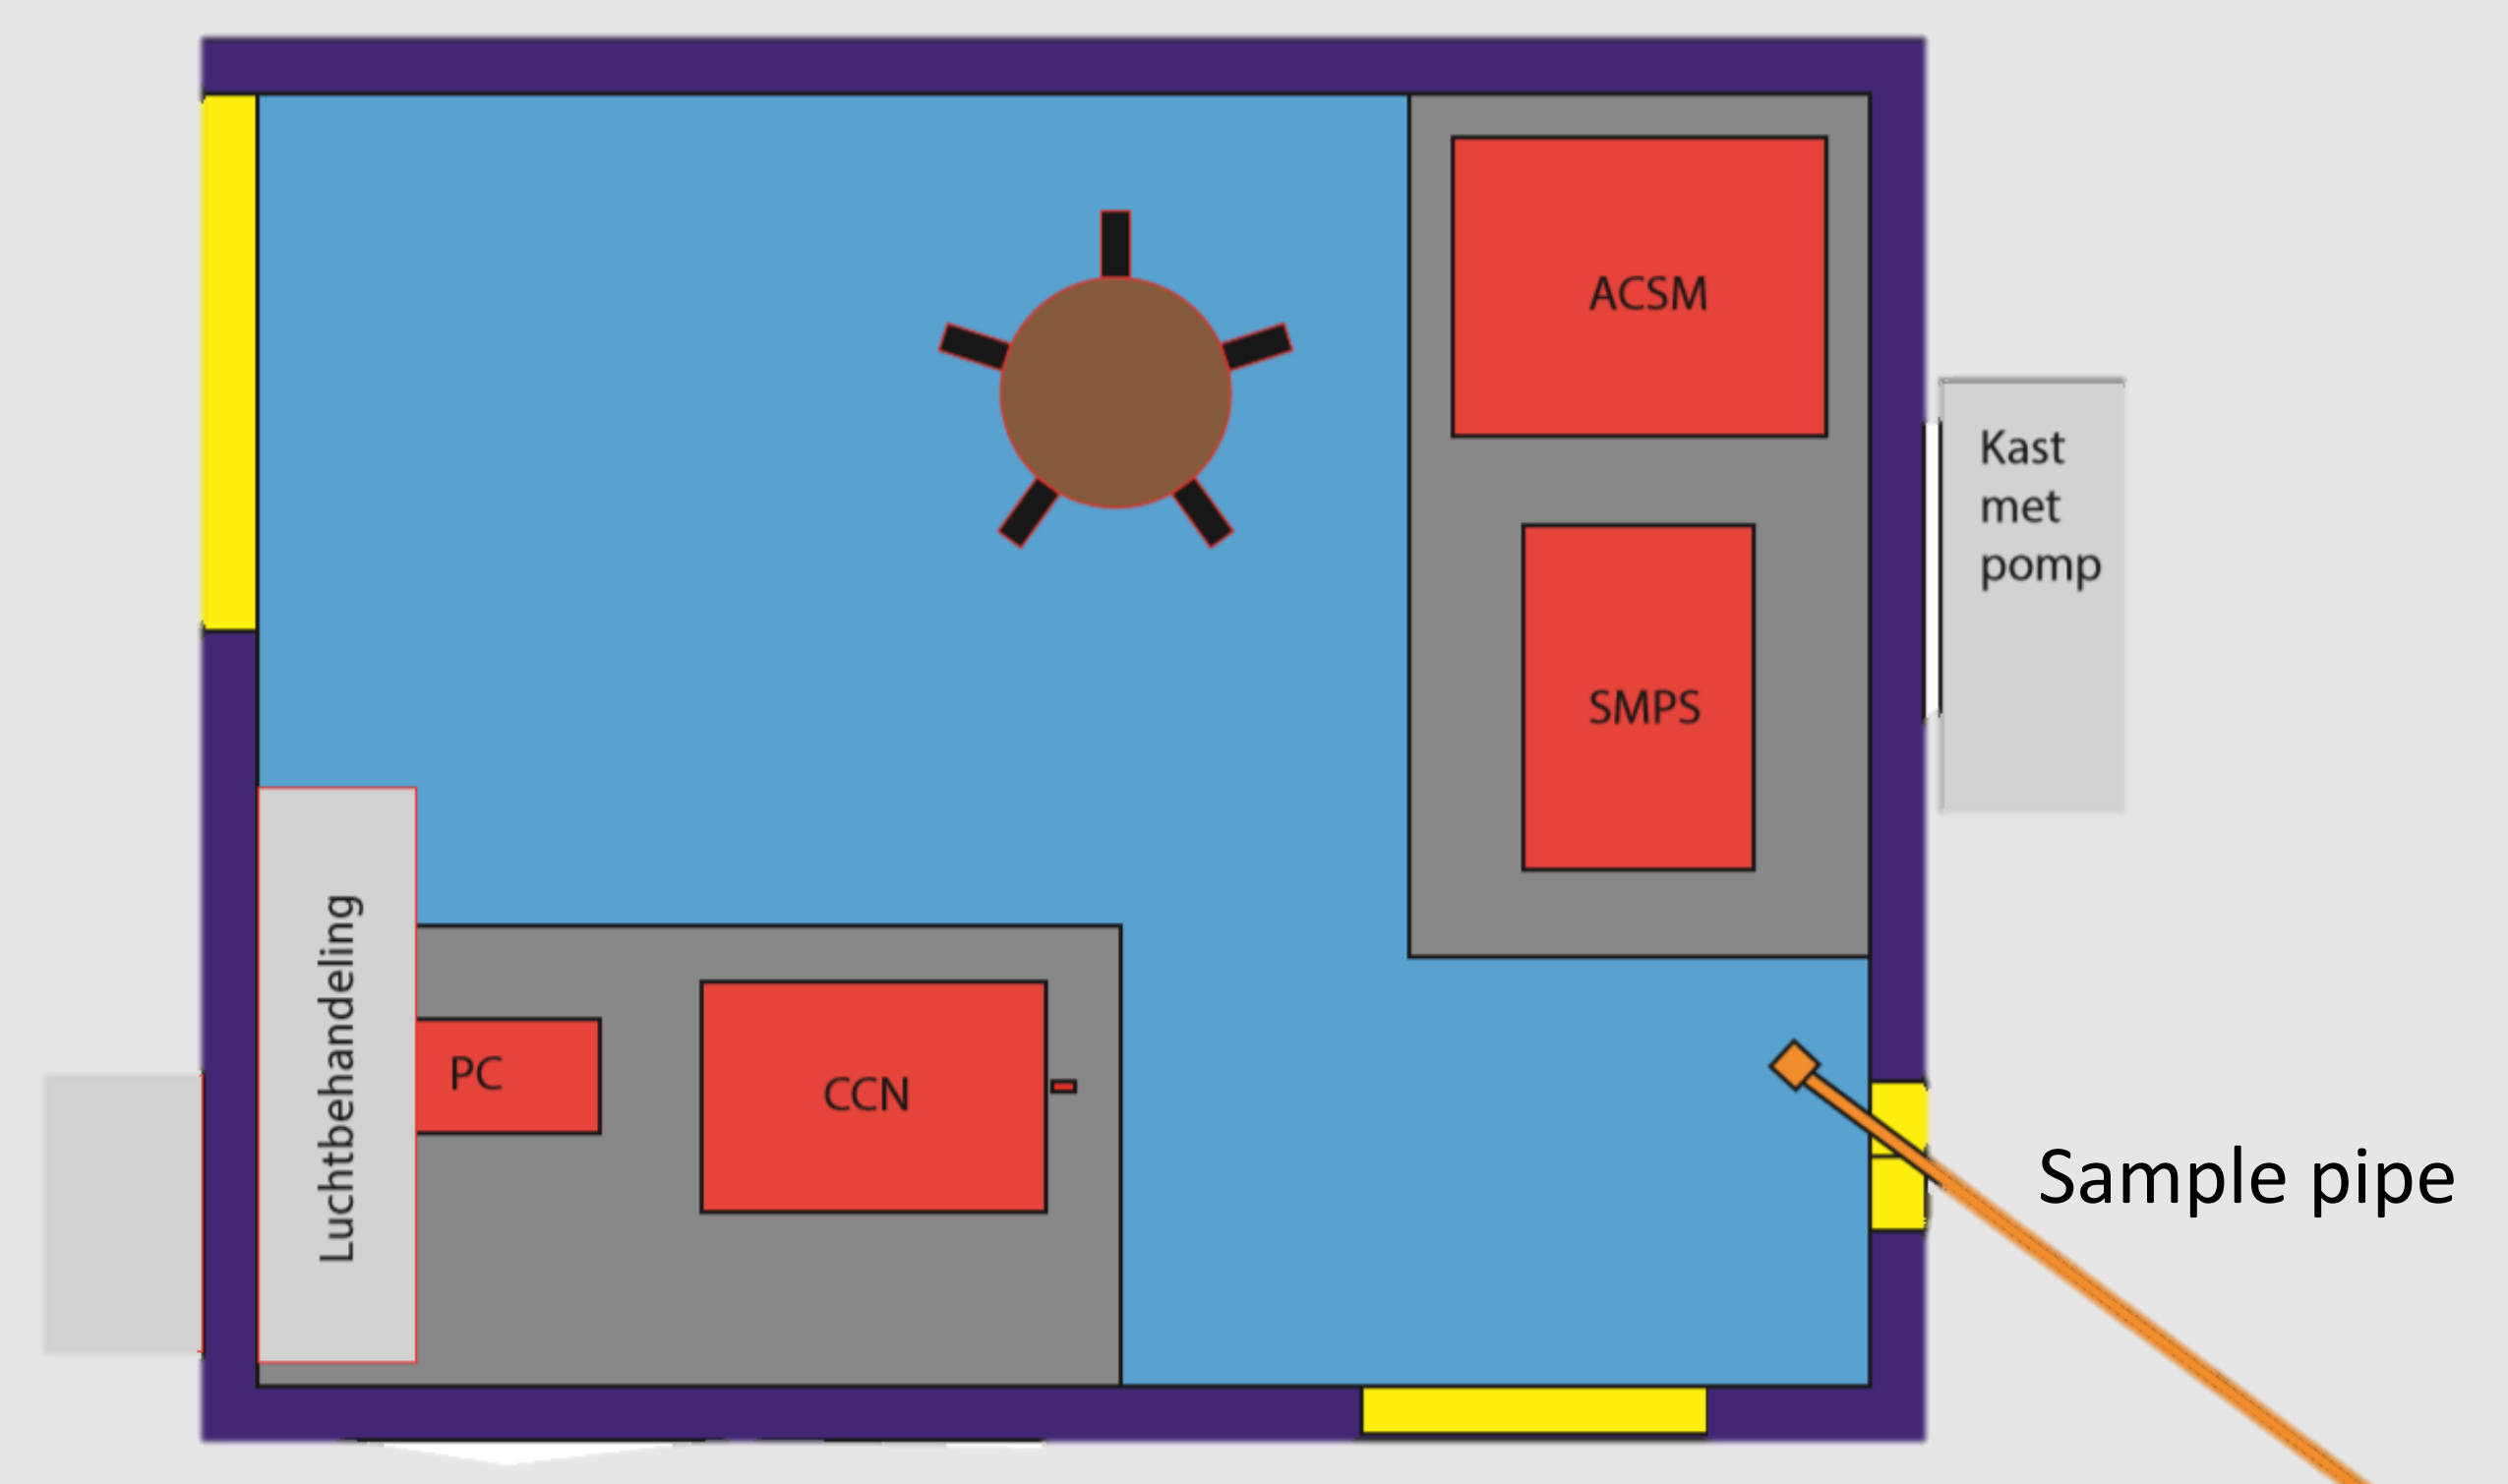 ACSM
Kast
met
pomp
SMPS
Luchtbehandeling
PC
CCN
Sample pipe